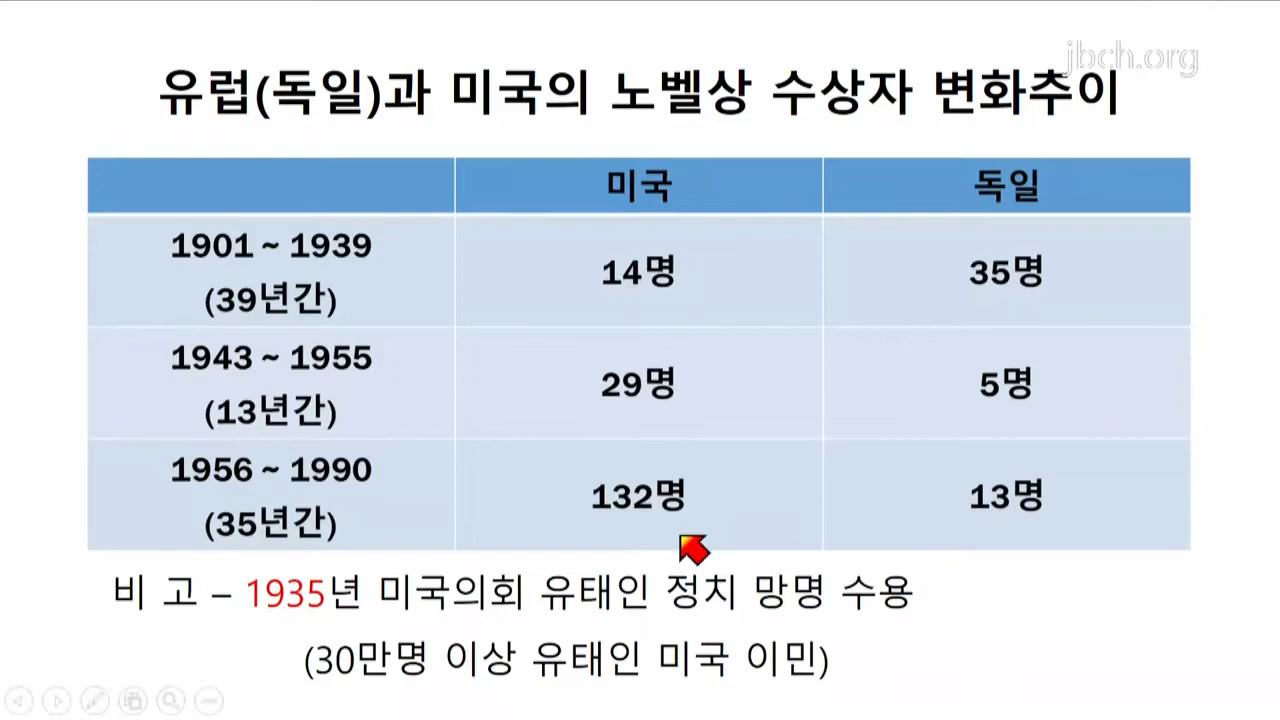 jbch.org
유럽(독일)과 미국의 노벨상 수상자 변화추이
미국 독일
1901 ~ 1939
(39년간)
14명 35명
1943 ~ 1955
(13년간)
29명 5명
1956 ~ 1990
(35년간)
132명 13명
비 고 – 1935년 미국의회 유태인 정치 망명 수용
(30만명 이상 유태인 미국 이민)